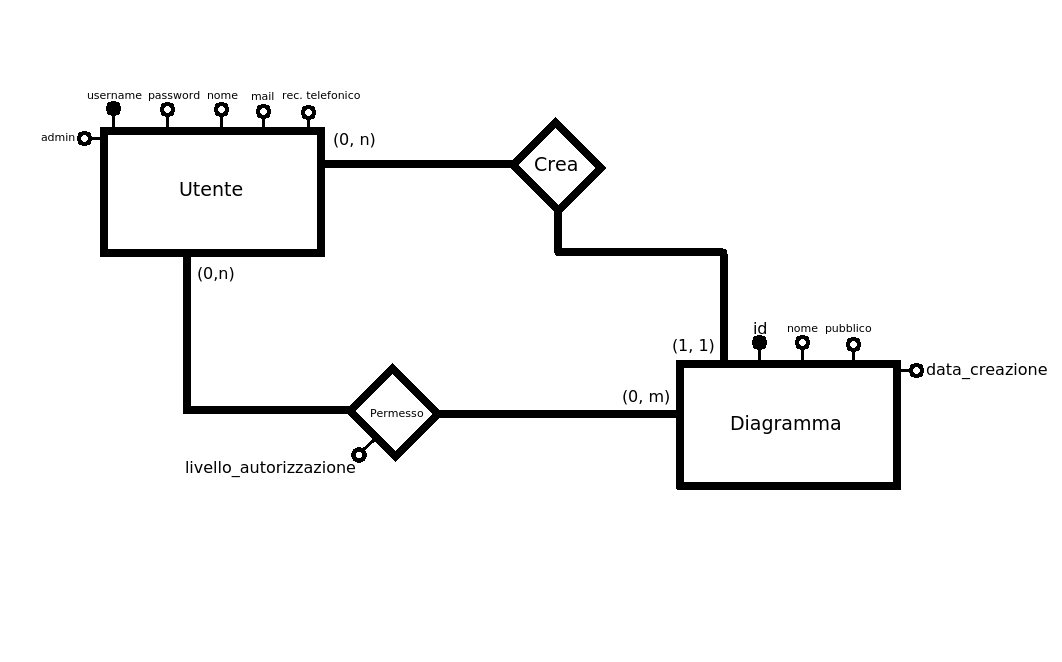 username password nome mail rec. telefonico
admin
(0, n)
Utente
Crea
(0,n)
id nome pubblico
(1, 1)
data_creazione
(0, m)
Permesso
Diagramma
livello_autorizzazione